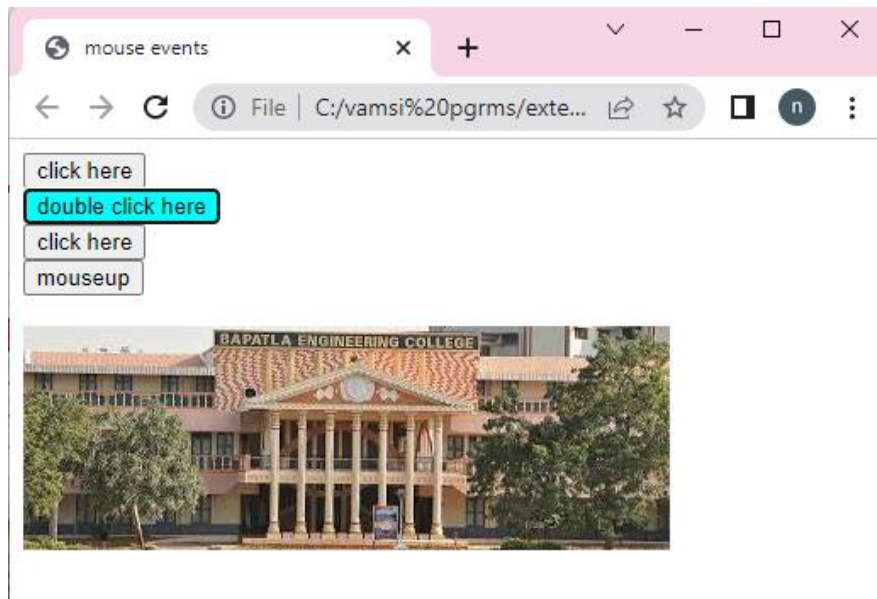 mouse events
File | C:/vamsi%20pgrms/exte... n
click here
double click here
click here
mouseup
BAPATLA ENGINEERING COLLEGE